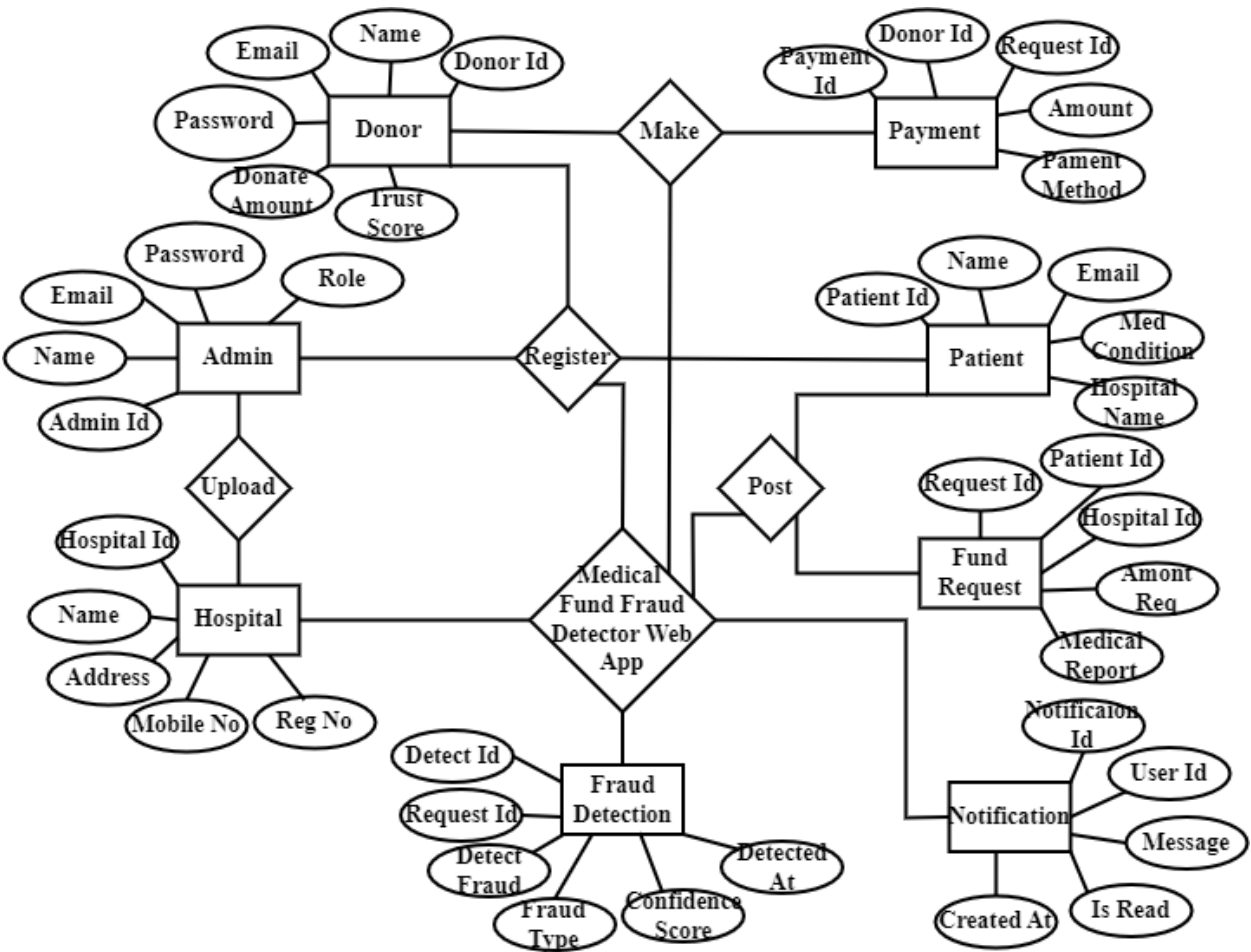 Name
Email
Donor Id
Password
Donor
Donate
Amount
Trust
Score
Make
Donor Id
Request Id
Payment
Id
Amount
Payment
Pament
Method
Password
Role
Email
Name
Admin
Admin Id
Register
Name
Email
Patient Id
Med
Condition
Patient
Hospital
Name
Upload
Post
Patient Id
Request Id
Hospital Id
Fund
Request
Amont
Req
Medical
Report
Hospital Id
Name
Hospital
Address
Mobile No
Reg No
Medical
Fund Fraud
Detector Web
App
Detect Id
Request Id
Fraud
Detection
Detect
Fraud
Fraud
Type
Confidence
Score
Detected
At
Notificaion
Id
User Id
Notification
Message
Is Read
Created At